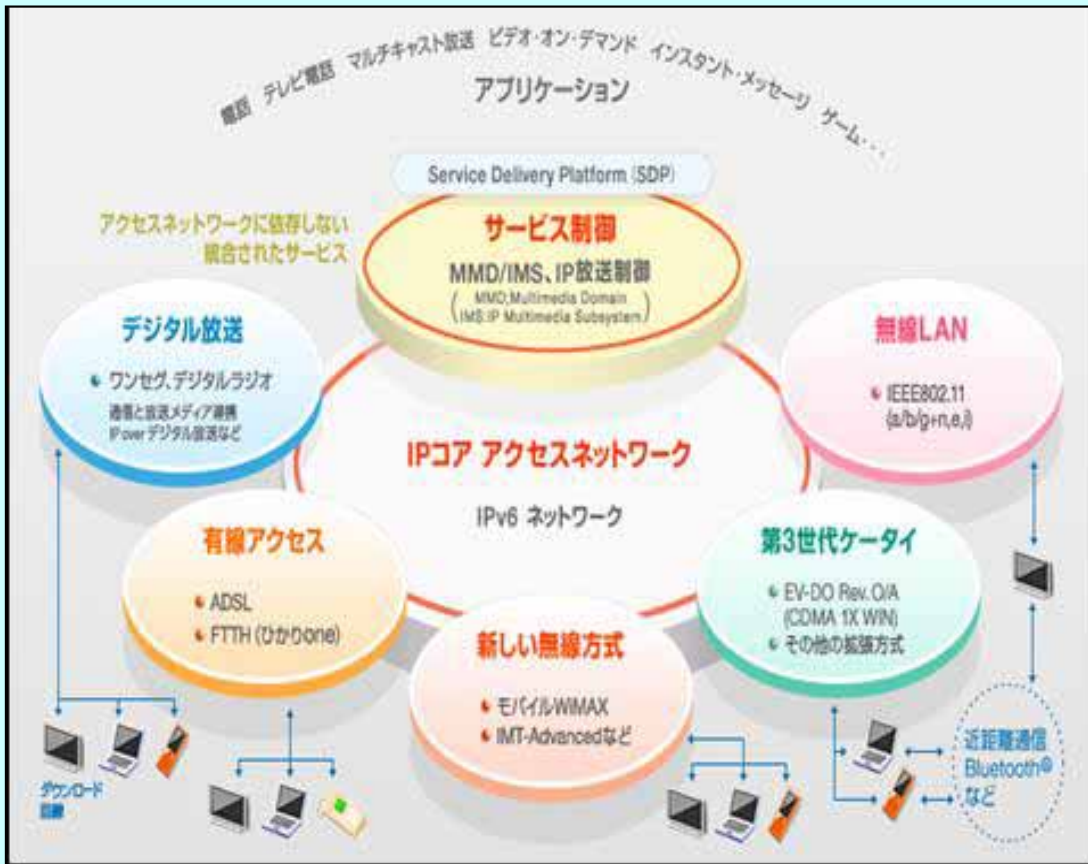 電話 テレビ電話 マルチキャスト放送 ビデオ・オン・デマンド インスタント・メッセージ ゲーム・・・
アプリケーション
Service Delivery Platform (SDP)
アクセスネットワークに依存しない
統合されたサービス
サービス制御
MMD/IMS、IP放送制御
(MMD:Multimedia Domain
IMS:IP Multimedia Subsystem)
デジタル放送
ワンセグ、デジタルラジオ
通信と放送メディア連携
IP over デジタル放送など
無線LAN
IEEE802.11
(a/b/g+n,e,i)
IPコア アクセスネットワーク
IPv6 ネットワーク
有線アクセス
ADSL
FTTH (ひかりone)
第3世代ケータイ
EV-DO Rev. O/A
(CDMA 1X WIN)
その他の拡張方式
新しい無線方式
モバイルWiMAX
IMT-Advancedなど
近距離通信
Bluetooth®
など
ダウンロード
回線